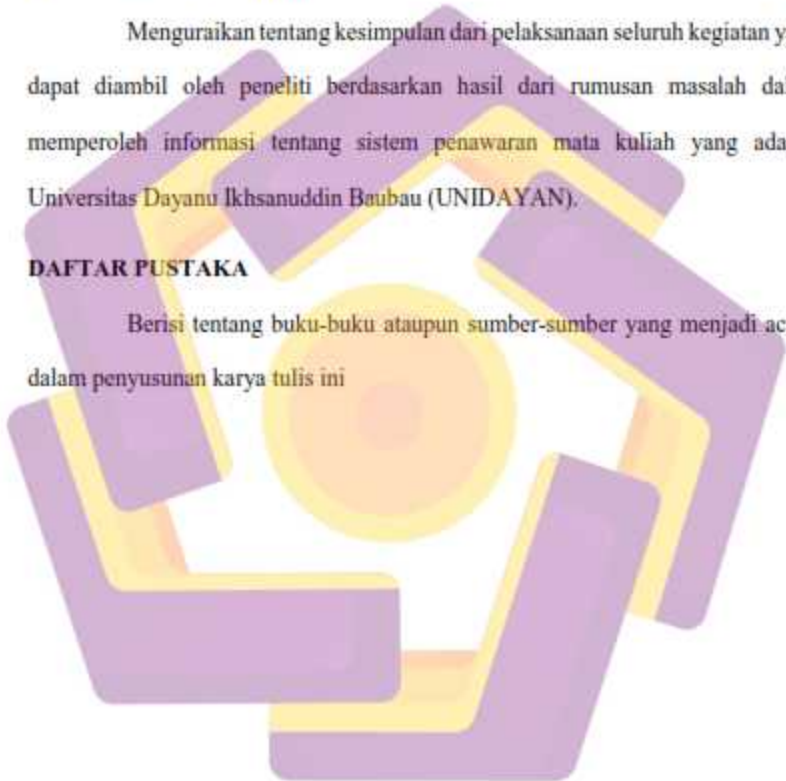 Menguraikan tentang kesimpulan dari pelaksanaan seluruh kegiatan y
dapat diambil oleh peneliti berdasarkan hasil dari rumusan masalah dal
memperoleh informasi tentang sistem penawaran mata kuliah yang ada
Universitas Dayanu Ikhsanuddin Baubau (UNIDAYAN).
DAFTAR PUSTAKA
Berisi tentang buku-buku ataupun sumber-sumber yang menjadi ac
dalam penyusunan karya tulis ini